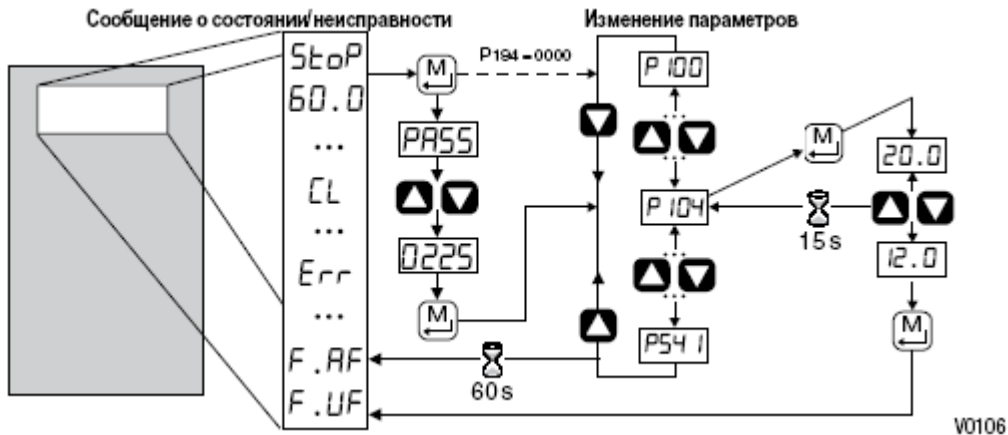 Сообщение о состоянии/неисправности
StoP
60.0
...
CL
...
Err
...
F.AF
F.UF
M
P194=0000
PASS
0225
M
60s
Изменение параметров
P100
...
...
P104
...
...
P541
M
15s
20.0
12.0
M
V0106